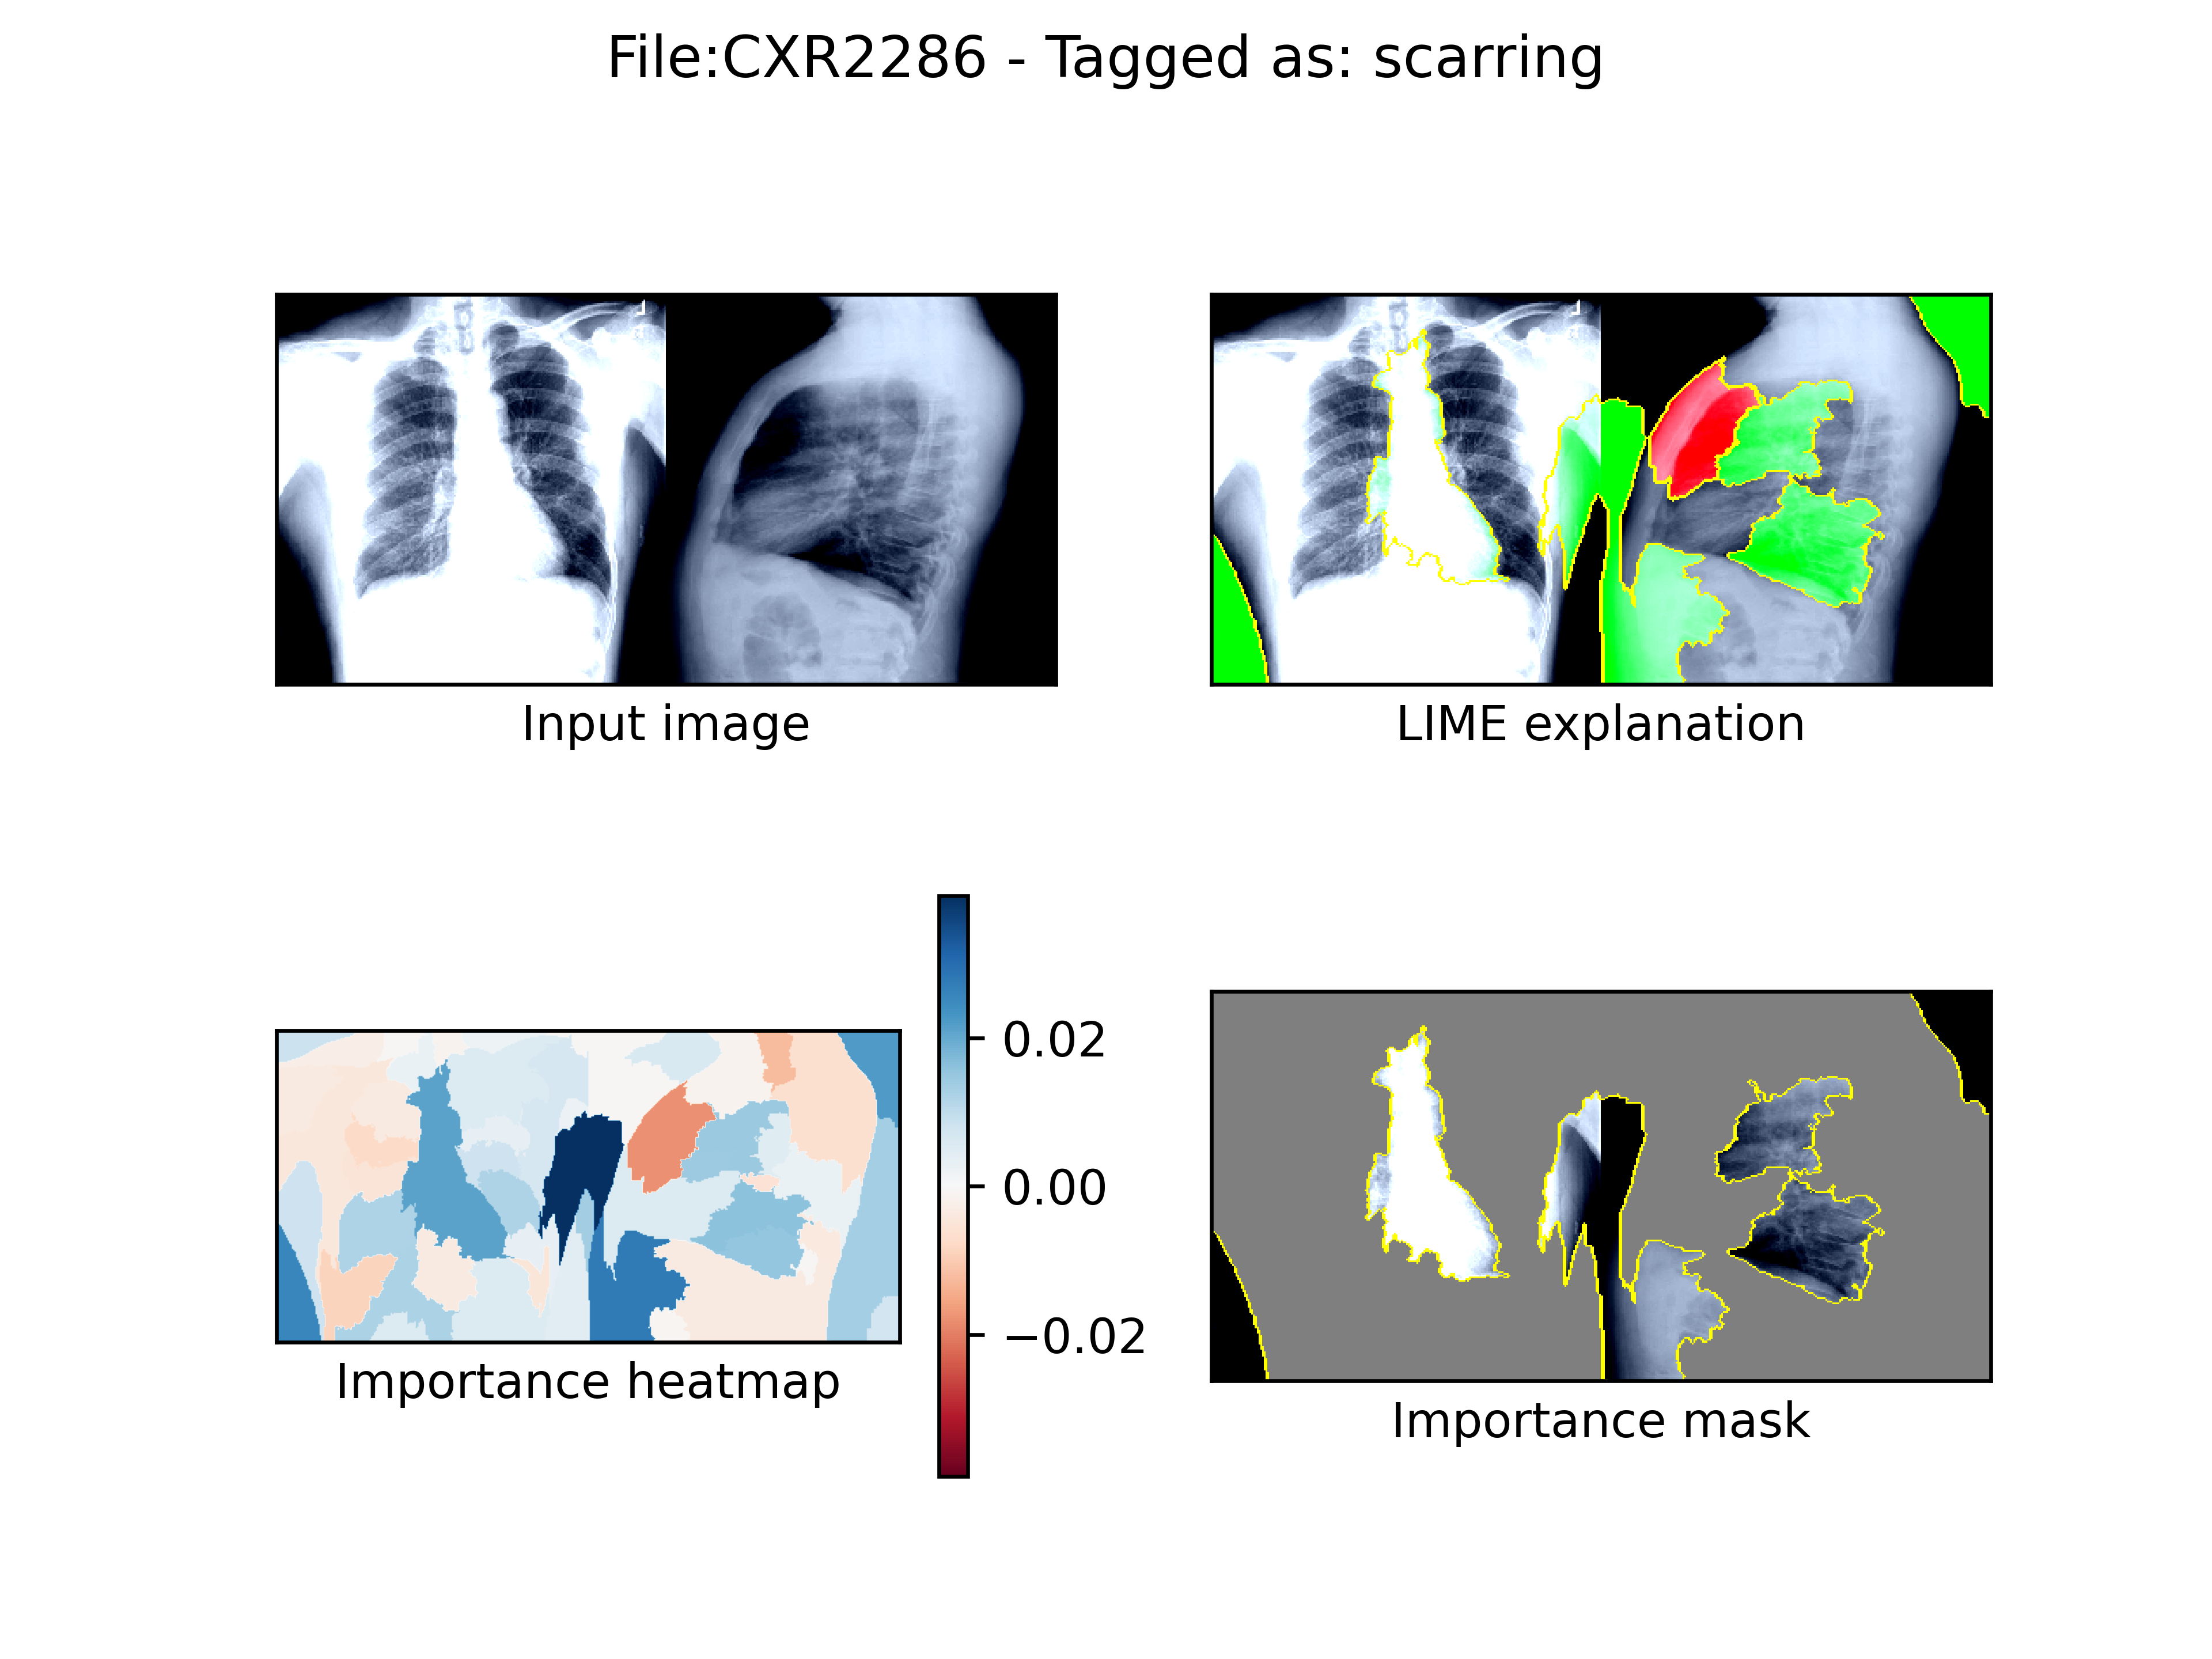 File:CXR2286 - Tagged as: scarring
Input image
LIME explanation
0.02
0.00
−0.02
Importance heatmap
Importance mask